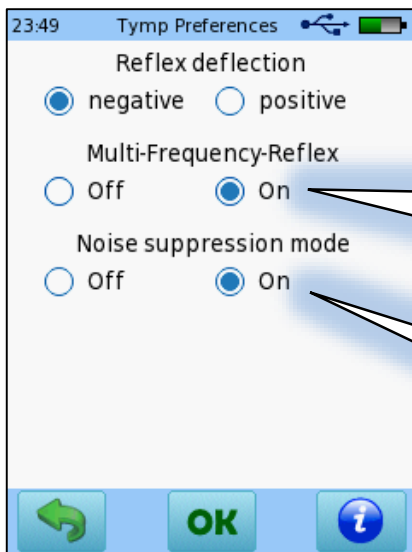 23:49 Tymp Preferences
Reflex deflection
negative positive
Multi-Frequency-Reflex
Off On
Noise suppression mode
Off On
OK i